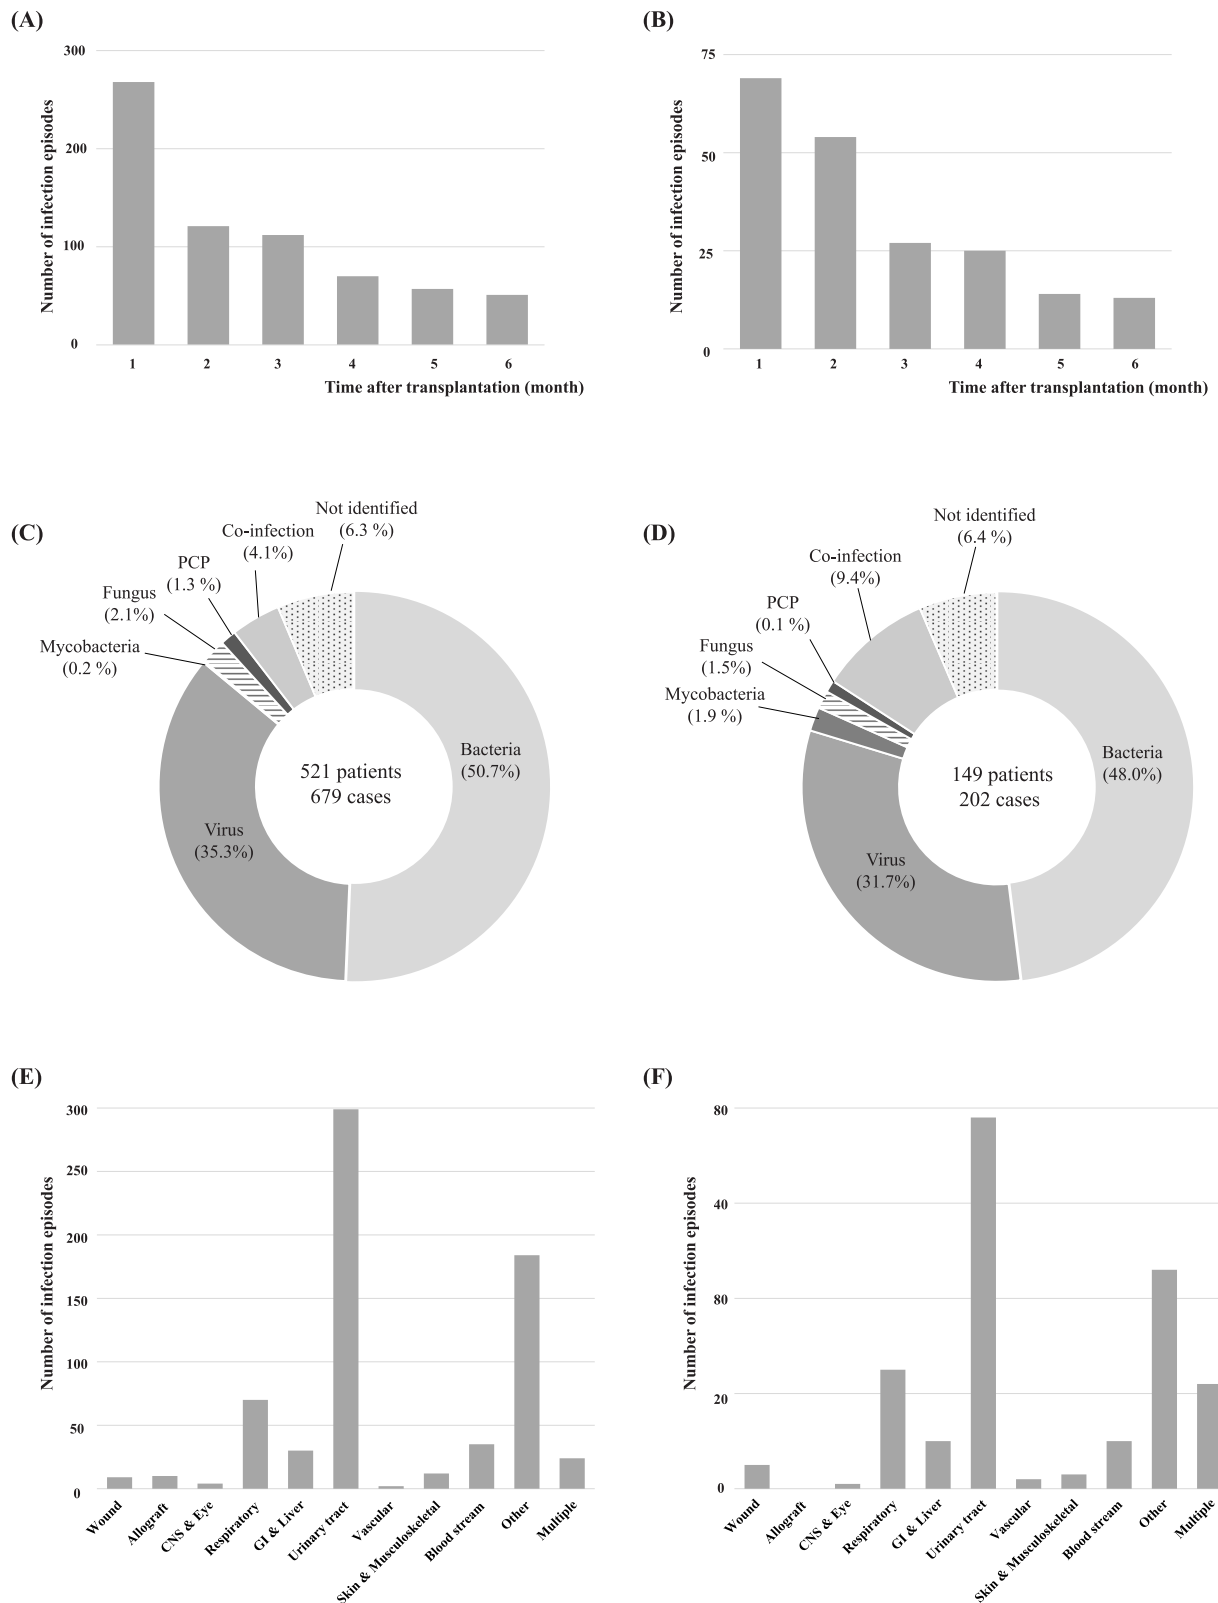 (A)
Number of infection episodes
300
200
100
0
1 2 3 4 5 6
Time after transplantation (month)
(B)
Number of infection episodes
75
50
25
0
1 2 3 4 5 6
Time after transplantation (month)
(C)
Not identified
(6.3 %)
Co-infection
(4.1%)
PCP
(1.3 %)
Fungus
(2.1%)
Mycobacteria
(0.2 %)
Bacteria
(50.7%)
521 patients
679 cases
Virus
(35.3%)
(D)
Not identified
(6.4 %)
Co-infection
(9.4%)
PCP
(0.1 %)
Fungus
(1.5%)
Mycobacteria
(1.9 %)
Bacteria
(48.0%)
149 patients
202 cases
Virus
(31.7%)
(E)
Number of infection episodes
300
250
200
150
100
50
0
Wound
Allograft
CNS & Eye
Respiratory
GI & Liver
Urinary tract
Vascular
Skin & Musculoskeletal
Blood stream
Other
Multiple
(F)
Number of infection episodes
80
40
80
20
0
Wound
Allograft
CNS & Eye
Respiratory
GI & Liver
Urinary tract
Vascular
Skin & Musculoskeletal
Blood stream
Other
Multiple